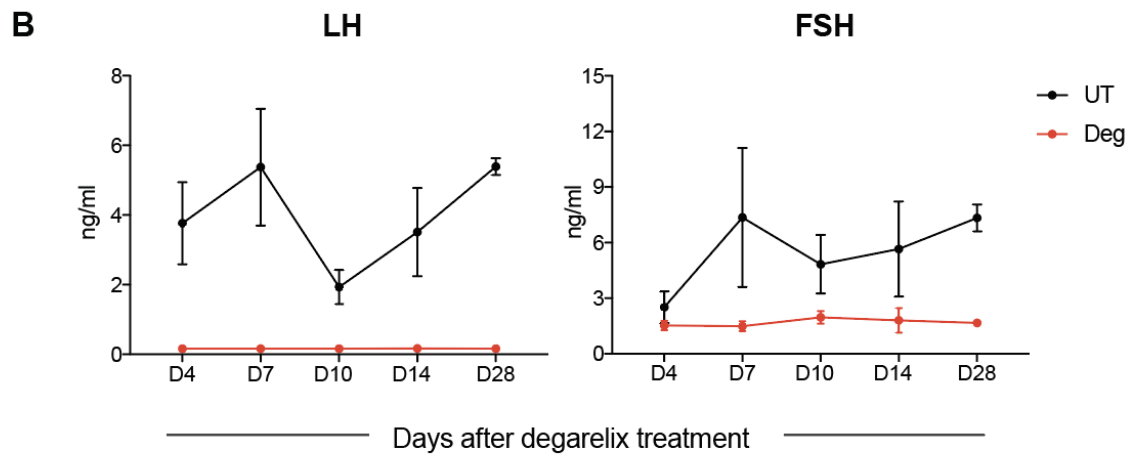 B
LH
FSH
8
6
4
2
0
ng/ml
D4 D7 D10 D14 D28
15
12
9
6
3
0
ng/ml
D4 D7 D10 D14 D28
UT
Deg
Days after degarelix treatment